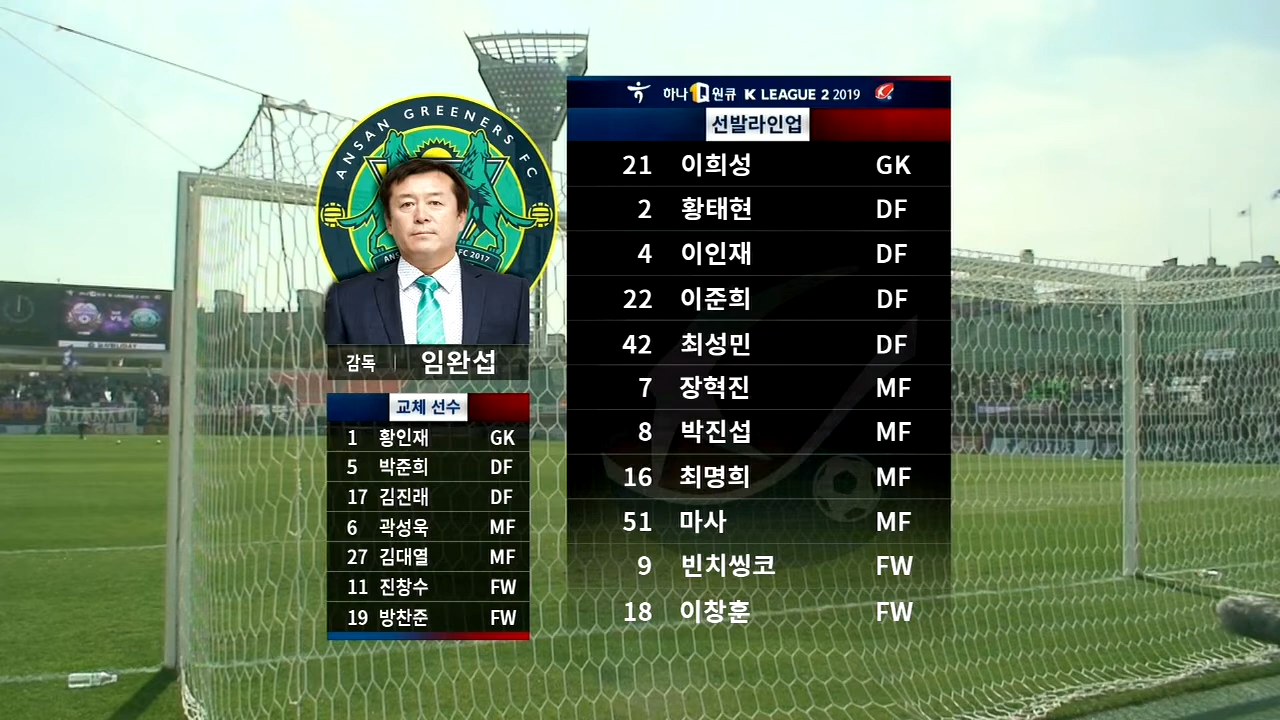 ANSAN GREENERS FC
FC 2017
감독 임완섭
교체 선수
1 황인재 GK
5 박준희 DF
17 김진래 DF
6 곽성욱 MF
27 김대열 MF
11 진창수 FW
19 방찬준 FW
하나 1Q 원큐 K LEAGUE 2 2019
선발라인업
21 이희성 GK
2 황태현 DF
4 이인재 DF
22 이준희 DF
42 최성민 DF
7 장혁진 MF
8 박진섭 MF
16 최명희 MF
51 마사 MF
9 빈치씽코 FW
18 이창훈 FW